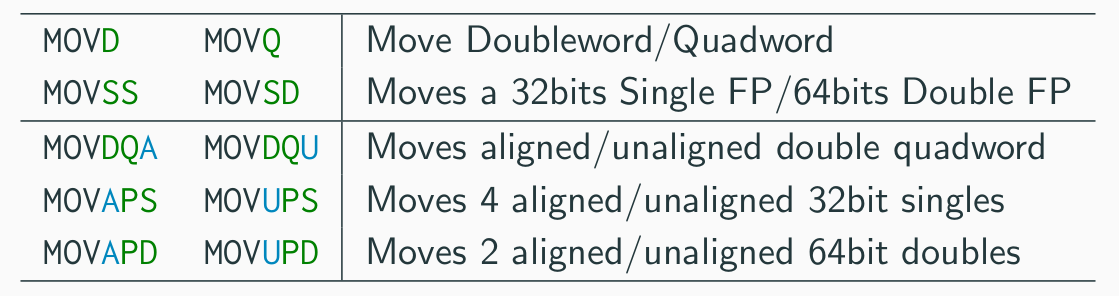 MOVD MOVQ Move Doubleword/Quadword
MOVSS MOVSD Moves a 32bits Single FP/64bits Double FP
MOVDQA MOVDQU Moves aligned/unaligned double quadword
MOVAPS MOVUPS Moves 4 aligned/unaligned 32bit singles
MOVAPD MOVUPD Moves 2 aligned/unaligned 64bit doubles